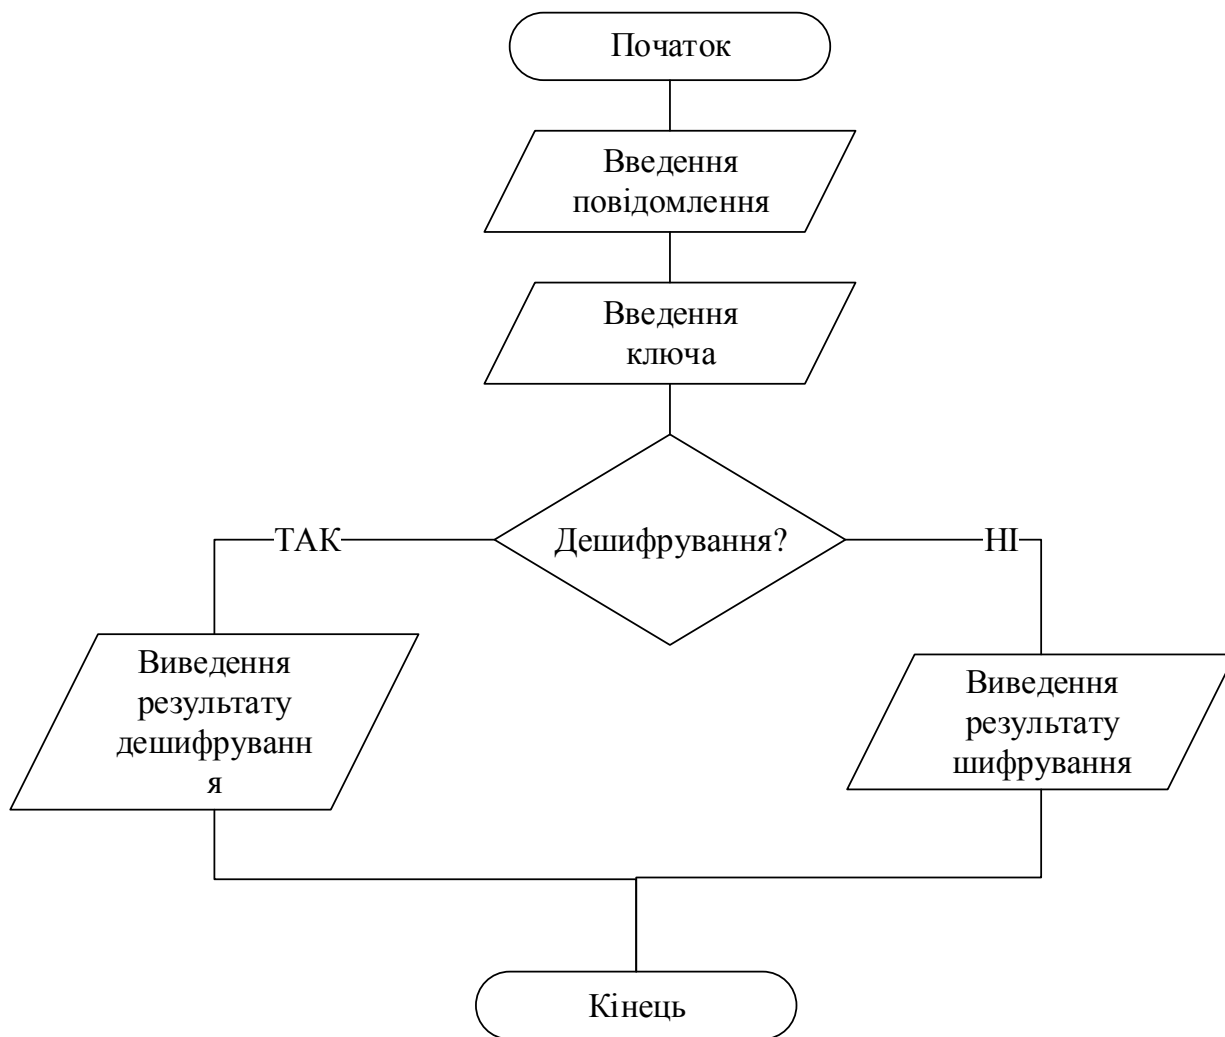 Початок
Введення
повідомлення
Введення
ключа
Дешифрування?
ТАК
НІ
Виведення
результату
дешифруванн
я
Виведення
результату
шифрування
Кінець